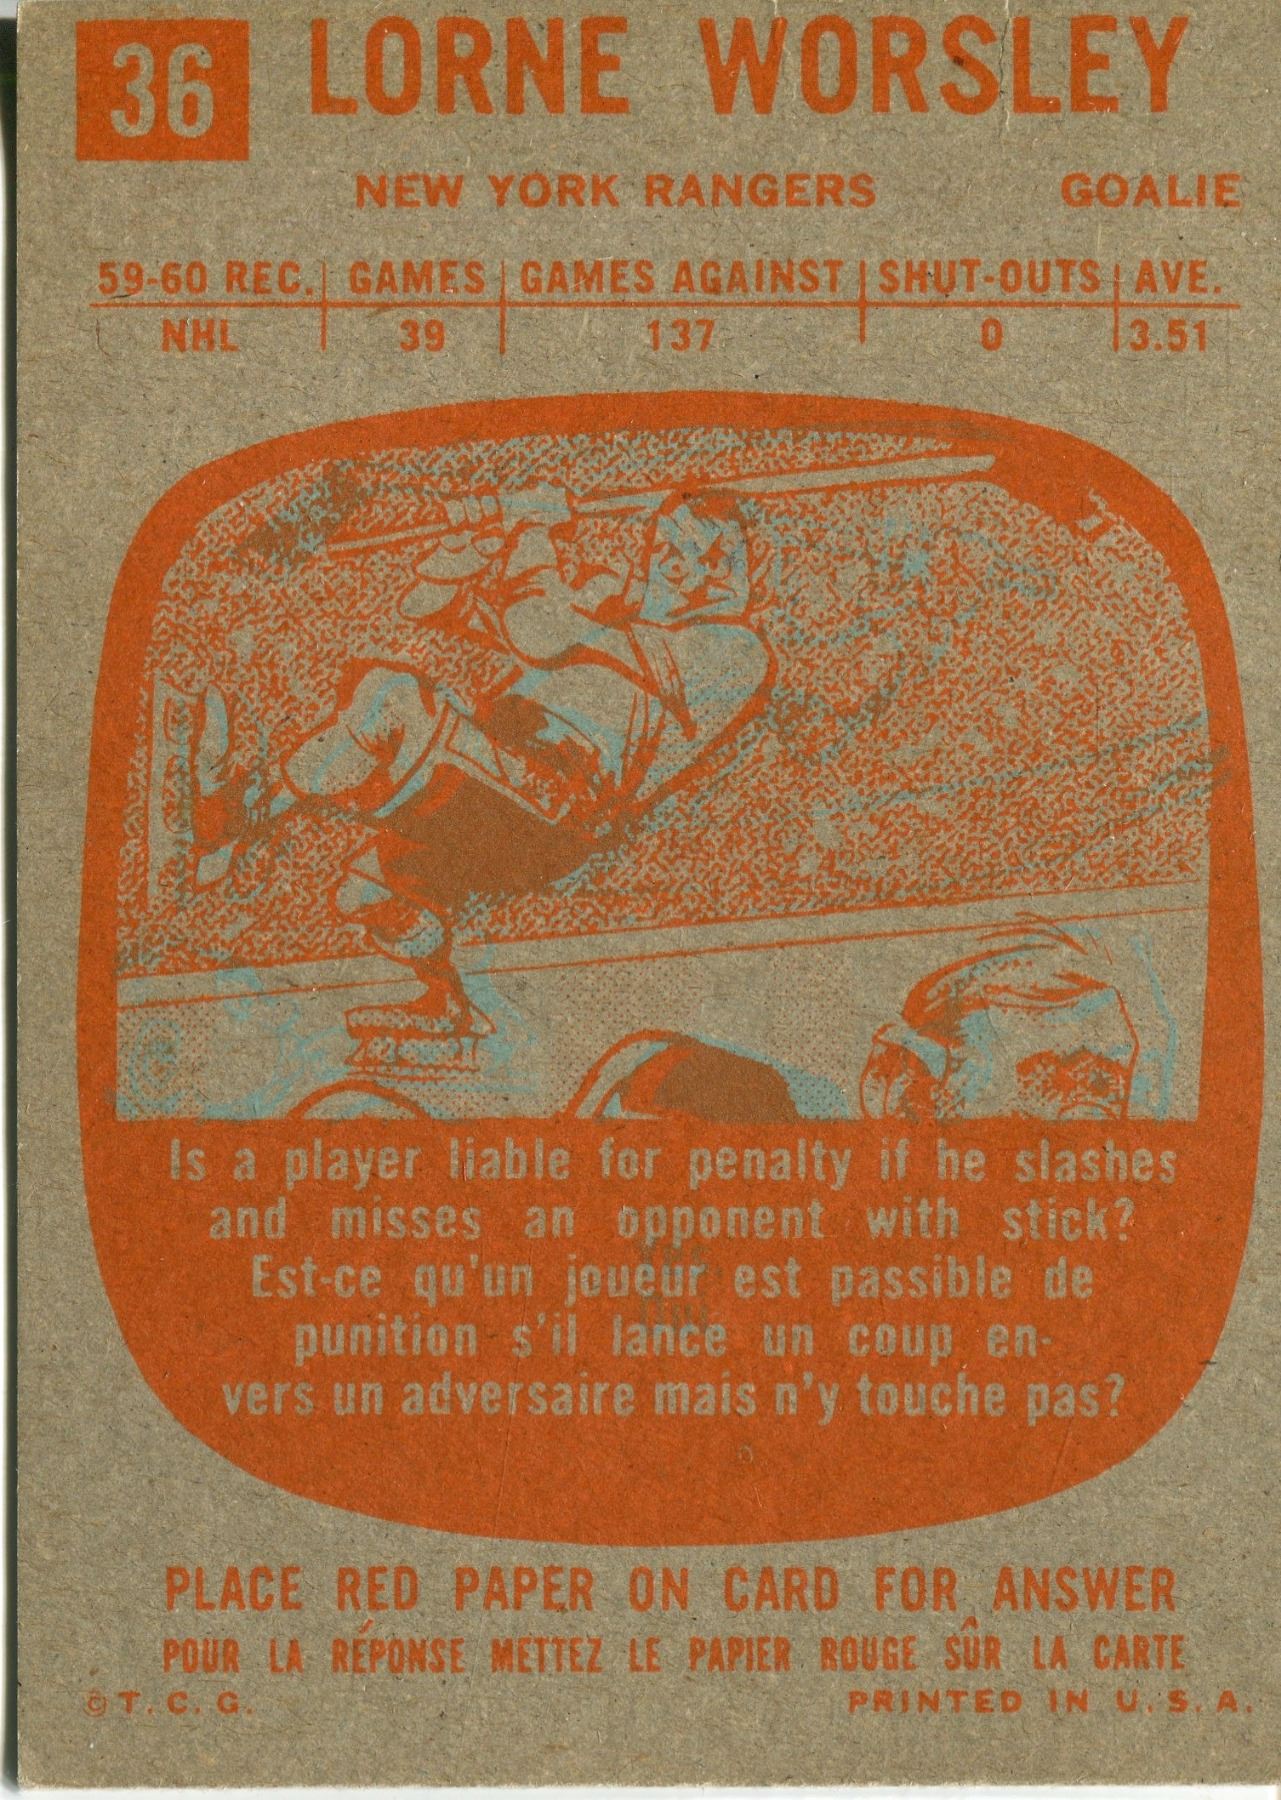 36
LORNE WORSLEY
NEW YORK RANGERS GOALIE
59-60 REC. GAMES GAMES AGAINST SHUT-OUTS AVE.
NHL 39 137 0 3.51
Is a player liable for penalty if he slashes
and misses an opponent with stick?
Est-ce qu'un joueur est passible de
punition s'il lance un coup en-
vers un adversaire mais n'y touche pas?
PLACE RED PAPER ON CARD FOR ANSWER
POUR LA RÉPONSE METTEZ LE PAPIER ROUGE SÛR LA CARTE
© T. C. G. PRINTED IN U. S. A.